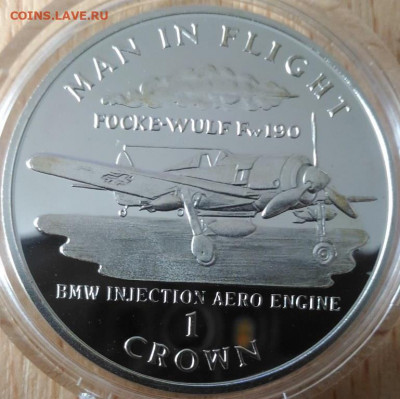 COINS.LAVE.RU
MAN IN FLIGHT
FOCKE-WULF Fw 190
BMW INJECTION AERO ENGINE
1
CROWN